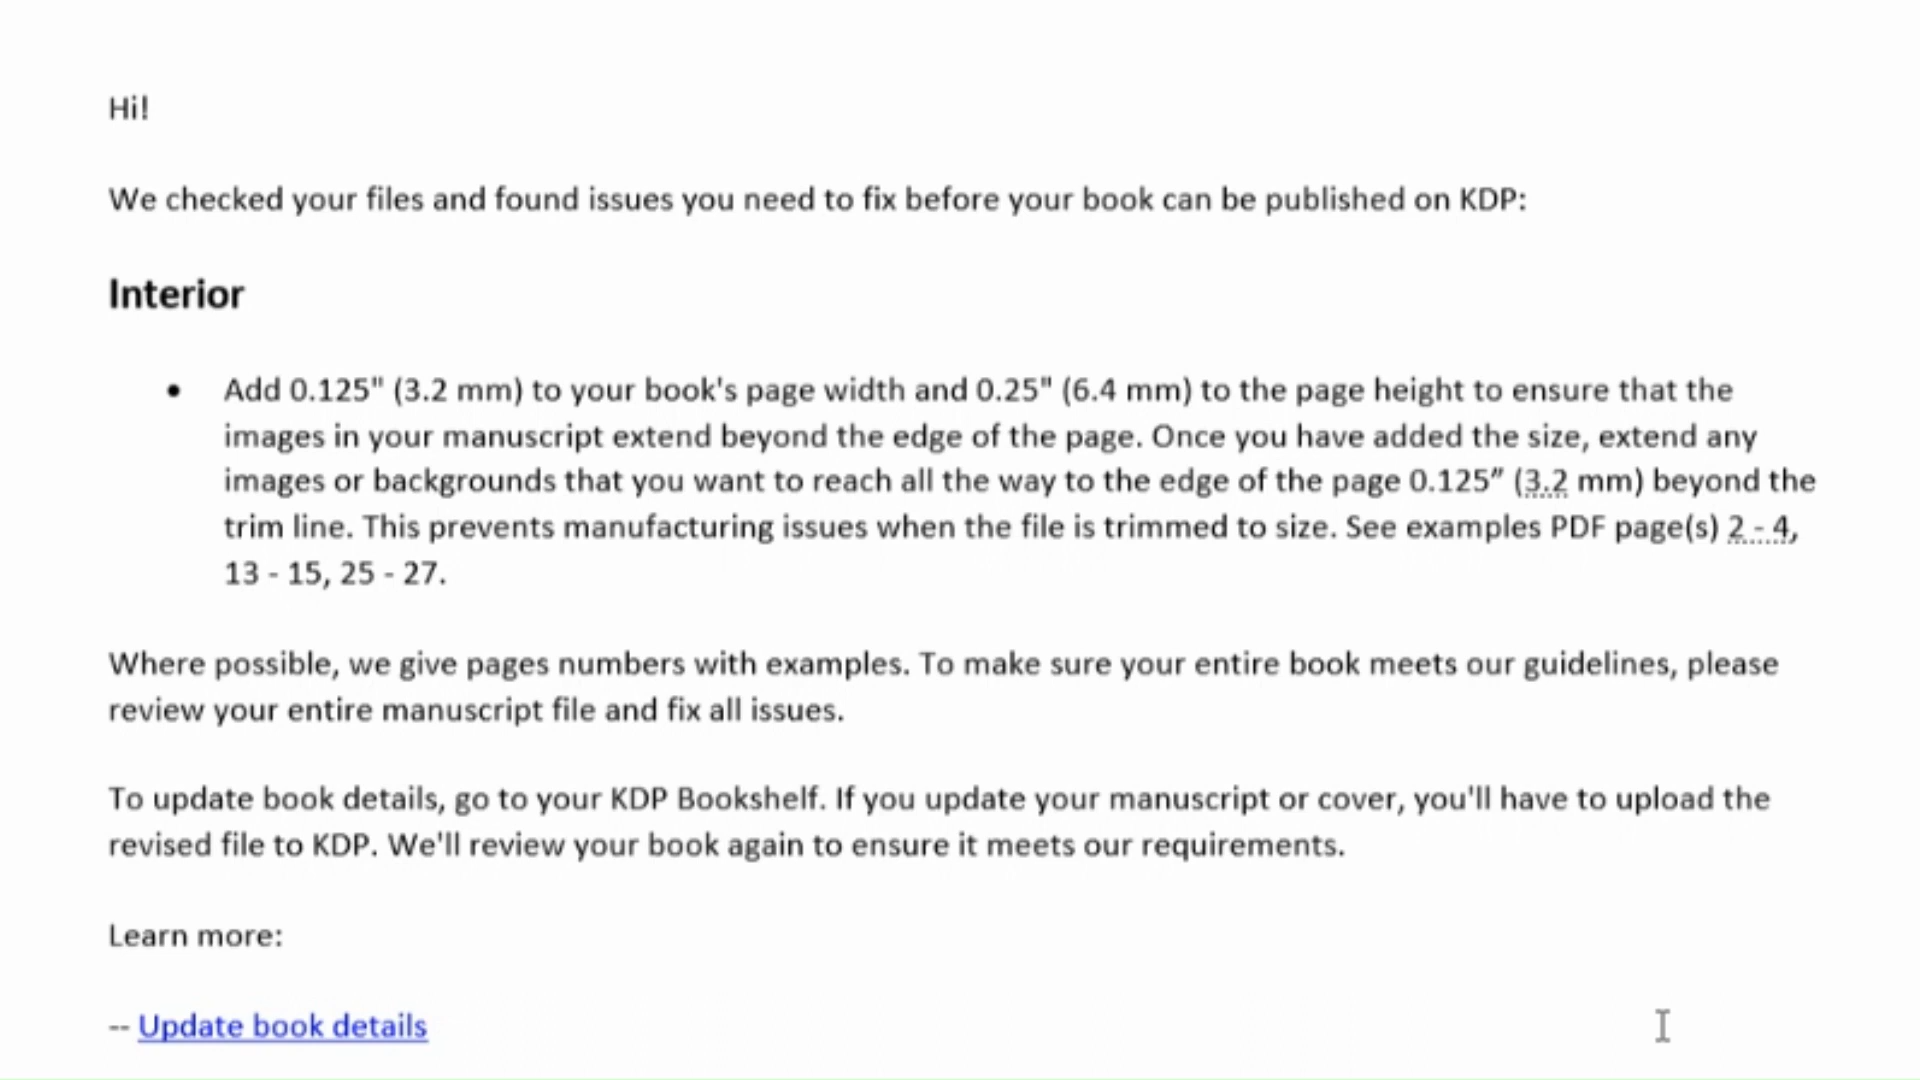 Hi!
We checked your files and found issues you need to fix before your book can be published on KDP:
Interior
• Add 0.125" (3.2 mm) to your book's page width and 0.25" (6.4 mm) to the page height to ensure that the
images in your manuscript extend beyond the edge of the page. Once you have added the size, extend any
images or backgrounds that you want to reach all the way to the edge of the page 0.125” (3.2 mm) beyond the
trim line. This prevents manufacturing issues when the file is trimmed to size. See examples PDF page(s) 2 - 4,
13 - 15, 25 - 27.
Where possible, we give pages numbers with examples. To make sure your entire book meets our guidelines, please
review your entire manuscript file and fix all issues.
To update book details, go to your KDP Bookshelf. If you update your manuscript or cover, you'll have to upload the
revised file to KDP. We'll review your book again to ensure it meets our requirements.
Learn more:
-- Update book details